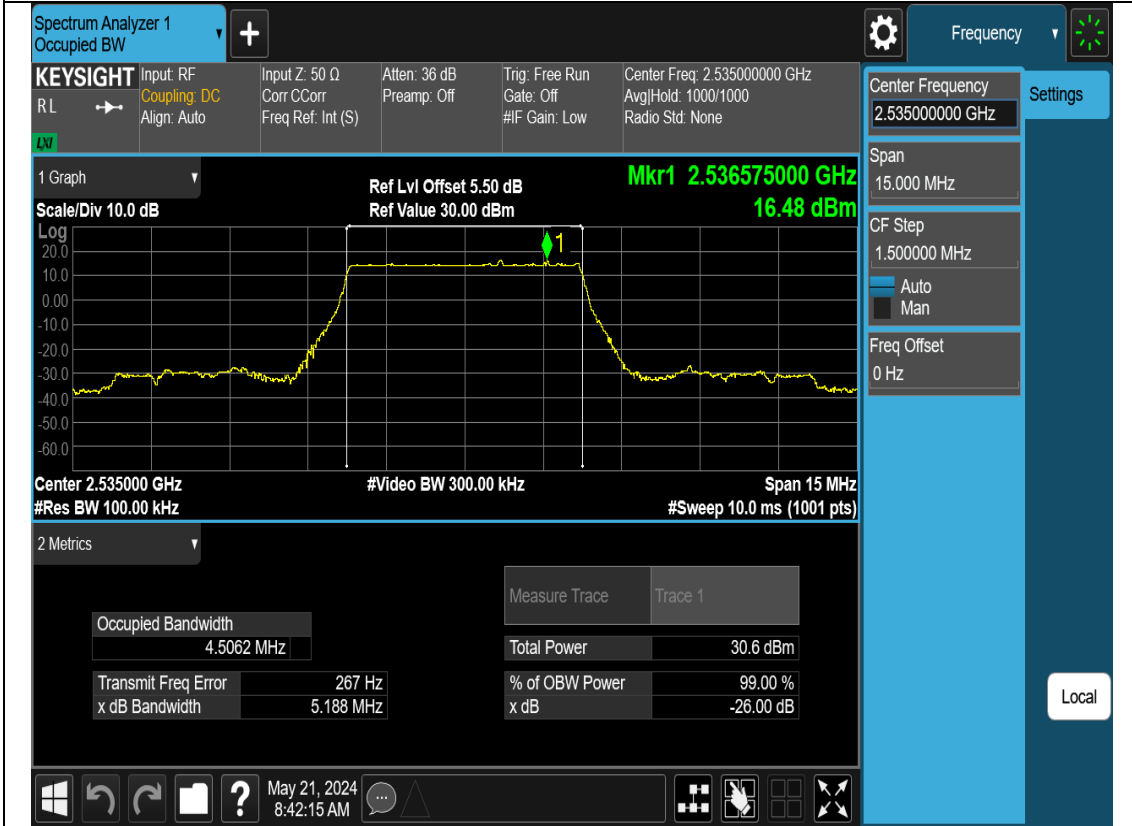 Spectrum Analyzer 1
Occupied BW
+
Frequency
KEYSIGHT
RL
LXI
Input: RF
Coupling: DC
Align: Auto
Input Z: 50 Ω
Corr CCorr
Freq Ref: Int (S)
Atten: 36 dB
Preamp: Off
Trig: Free Run
Gate: Off
#IF Gain: Low
Center Freq: 2.535000000 GHz
Avg|Hold: 1000/1000
Radio Std: None
Center Frequency
2.535000000 GHz
Settings
Span
15.000 MHz
CF Step
1.500000 MHz
Auto
Man
Freq Offset
0 Hz
Local
1 Graph
Scale/Div 10.0 dB
Ref Lvl Offset 5.50 dB
Ref Value 30.00 dBm
Mkr1 2.536575000 GHz
16.48 dBm
Log
1
20.0
10.0
0.00
-10.0
-20.0
-30.0
-40.0
-50.0
-60.0
Center 2.535000 GHz
#Video BW 300.00 kHz
Span 15 MHz
#Res BW 100.00 kHz
#Sweep 10.0 ms (1001 pts)
2 Metrics
Measure Trace Trace 1
Occupied Bandwidth
4.5062 MHz
Total Power 30.6 dBm
Transmit Freq Error 267 Hz
% of OBW Power 99.00 %
x dB Bandwidth 5.188 MHz
x dB -26.00 dB
?
May 21, 2024
8:42:15 AM